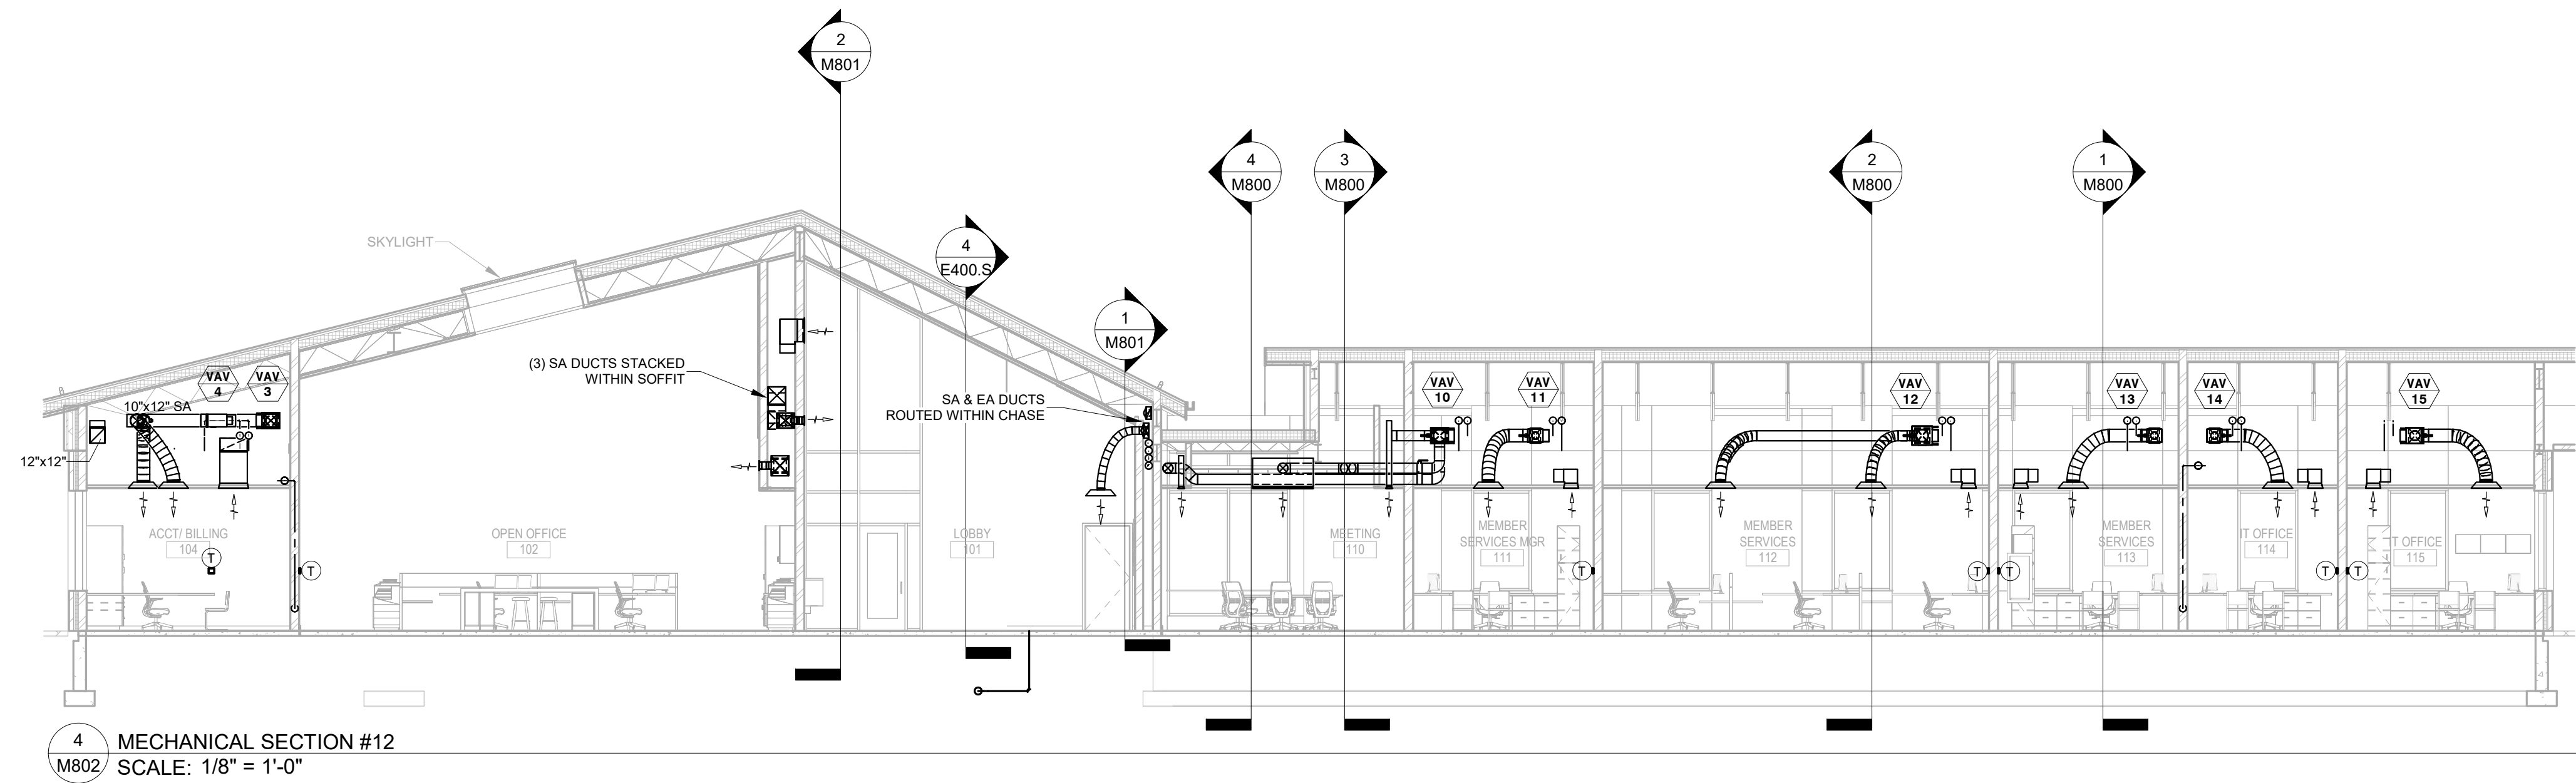 2
M801
4
M800
3
M800
2
M800
1
M800
SKYLIGHT
4
E400.S
1
M801
(3) SA DUCTS STACKED
WITHIN SOFFIT
SA & EA DUCTS
ROUTED WITHIN CHASE
VAV
4
VAV
3
VAV
10
VAV
11
VAV
12
VAV
13
VAV
14
VAV
15
10"x12" SA
12"x12"
ACCT/ BILLING
104
OPEN OFFICE
102
LOBBY
101
MEETING
110
MEMBER
SERVICES MGR
111
MEMBER
SERVICES
112
MEMBER
SERVICES
113
IT OFFICE
114
IT OFFICE
115
T
T
T
T
T
T
T
4
M802
MECHANICAL SECTION #12
SCALE: 1/8" = 1'-0"